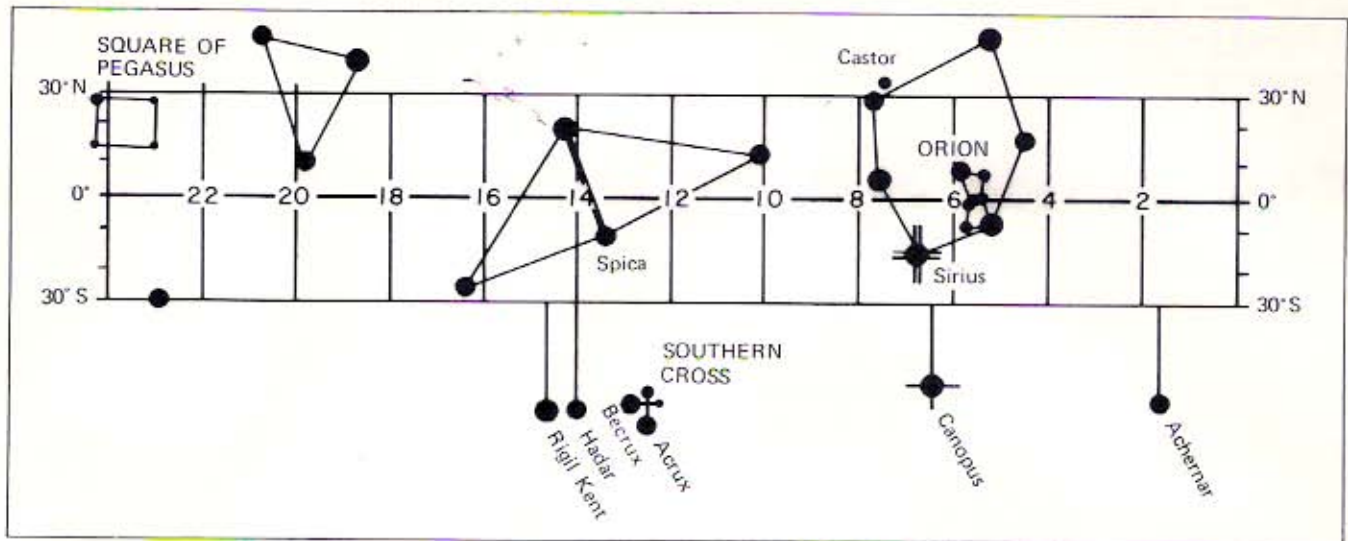 SQUARE OF
PEGASUS
Castor
30°N
30°N
ORION
0°
22
20
18
16
14
12
10
8
6
4
2
0°
Spica
Sirius
30°S
30°S
SOUTHERN
CROSS
Rigil Kent
Hadar
Becrux
Acrux
Canopus
Achernar